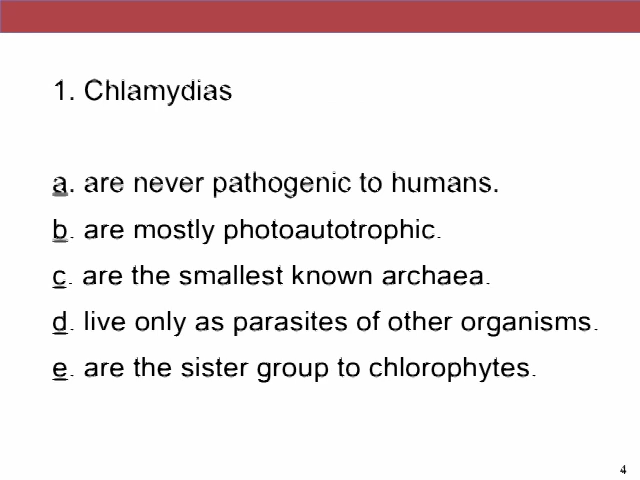 1. Chlamydias
a. are never pathogenic to humans.
b. are mostly photoautotrophic.
c. are the smallest known archaea.
d. live only as parasites of other organisms.
e. are the sister group to chlorophytes.
4